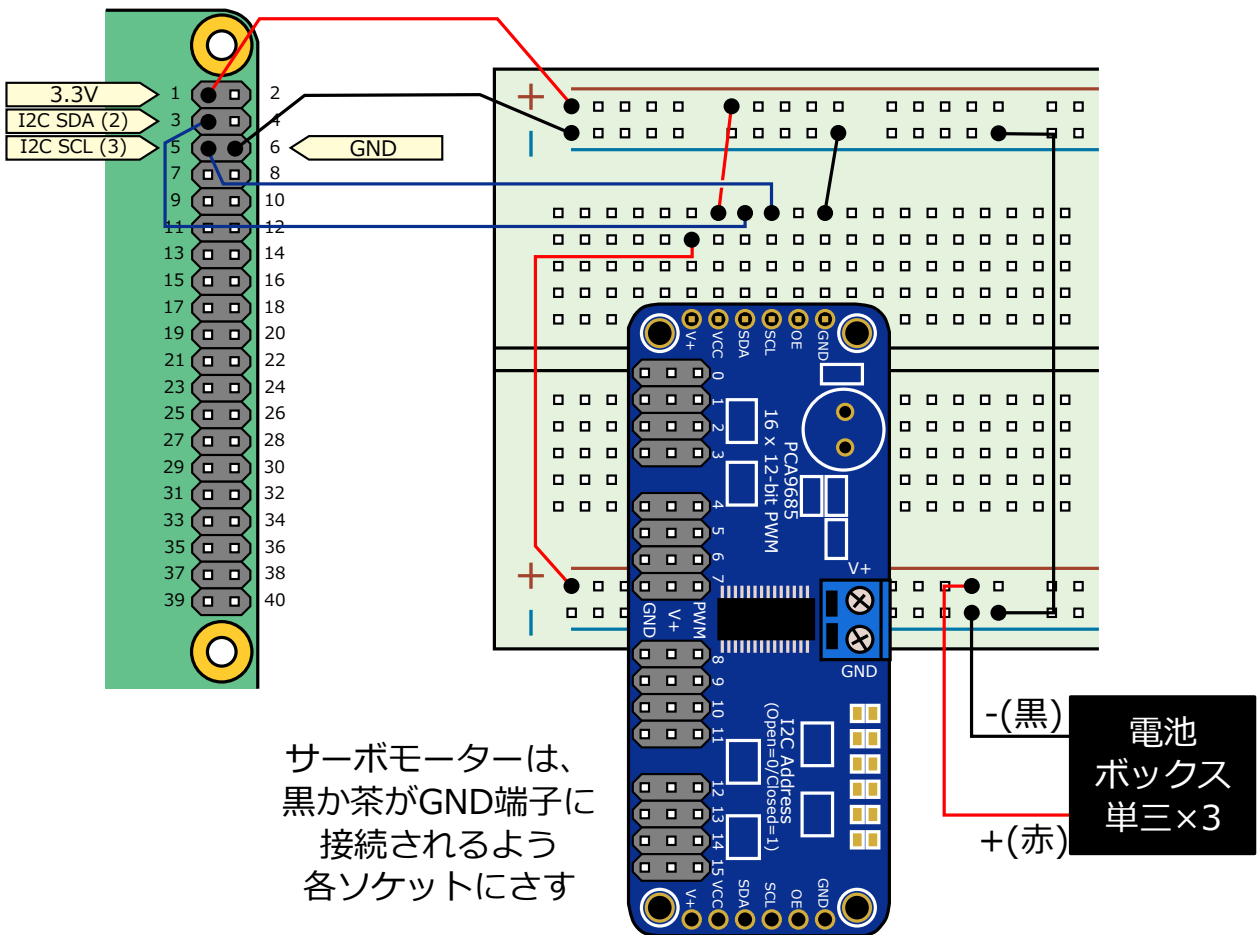 3.3V
I2C SDA (2)
I2C SCL (3)
GND
1 2
3 4
5 6
7 8
9 10
11 12
13 14
15 16
17 18
19 20
21 22
23 24
25 26
27 28
29 30
31 32
33 34
35 36
37 38
39 40
+
-
V+ VCC SDA SCL OE GND
0
1
2
3
16 x 12-bit PWM
PCA9685
4
5
6
7
GND V+ PWM
V+
GND
+
-
8
9
10
11
I2C Address
(Open=0/Closed=1)
12
13
14
15
V+ VCC SDA SCL OE GND
サーボモーターは、
黒か茶がGND端子に
接続されるよう
各ソケットにさす
-(黒)
+(赤)
電池
ボックス
単三×3